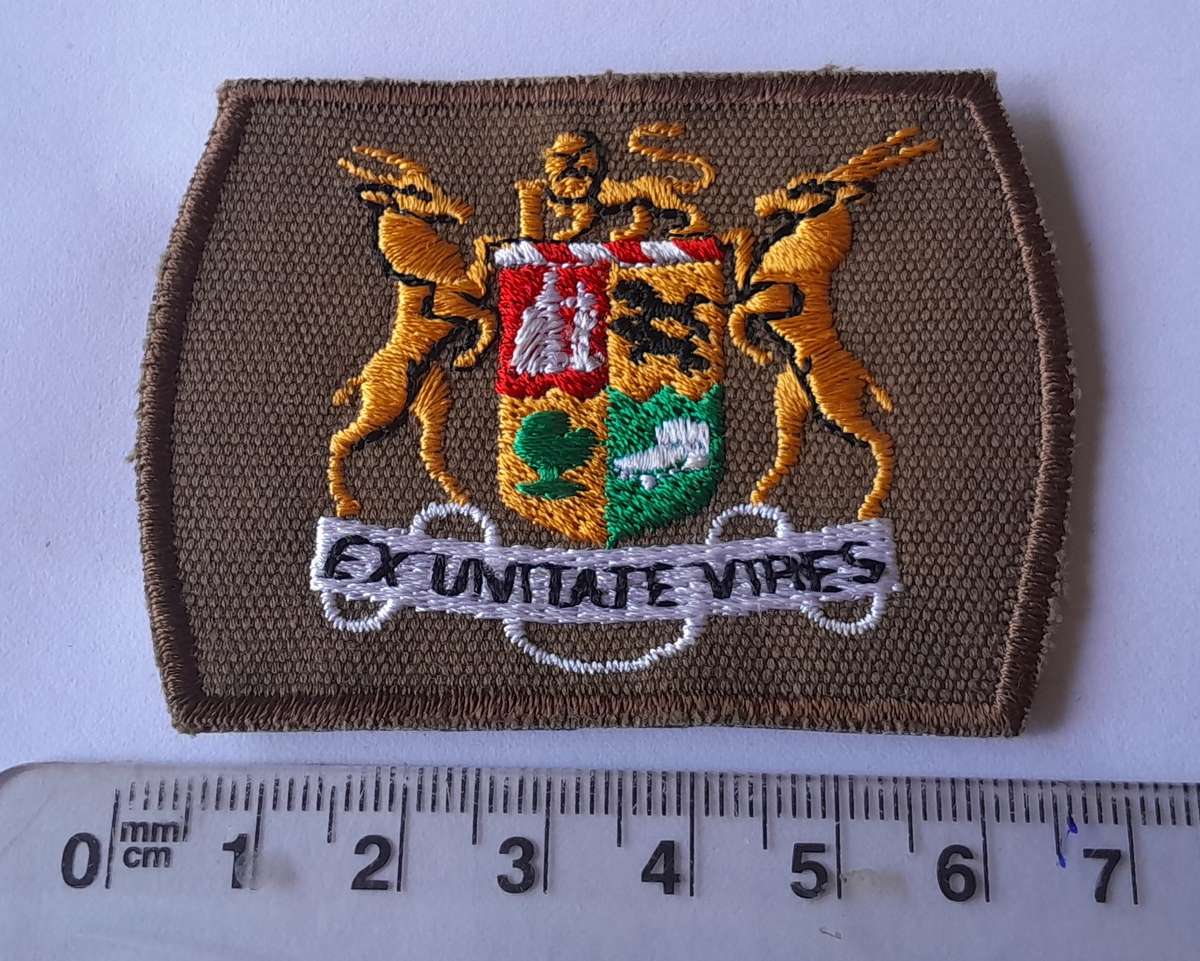 EX UNITATE VIRES
mm
0 1 2 3 4 5 6 7
cm